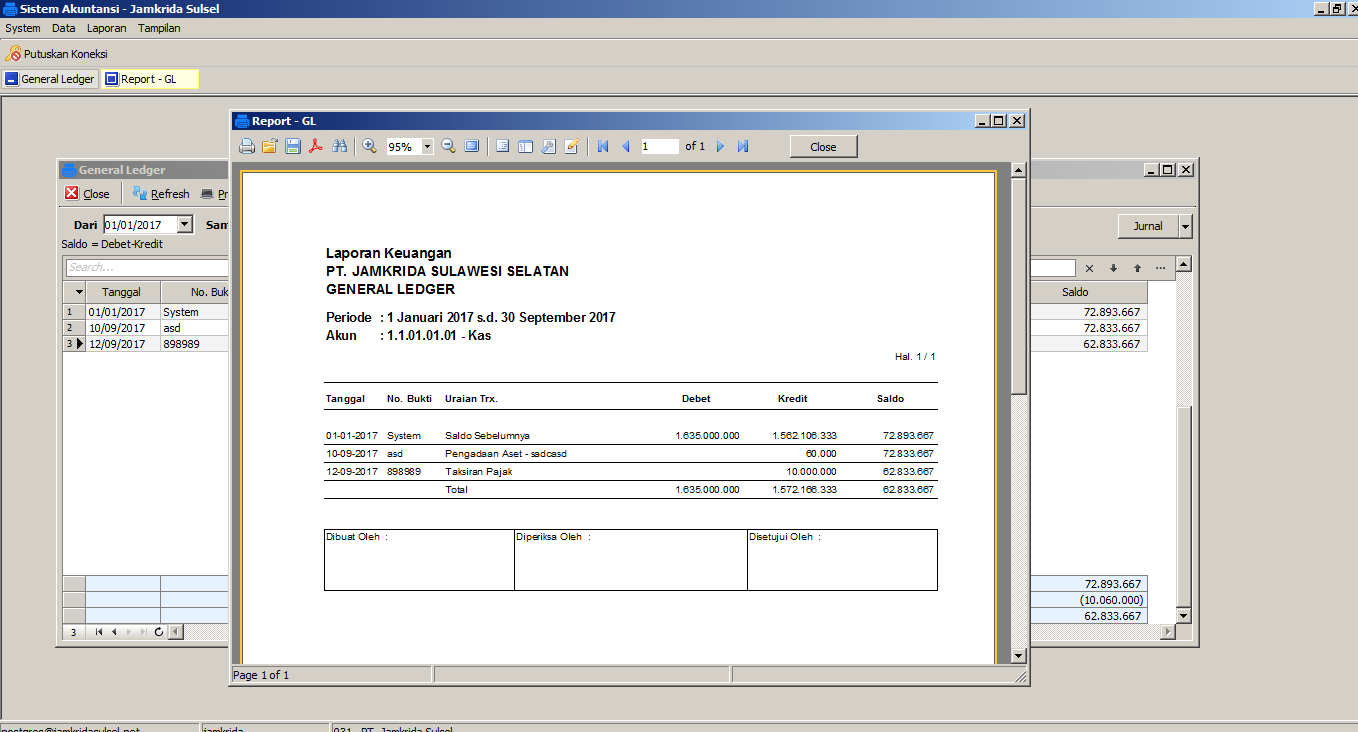 Sistem Akuntansi - Jamkrida Sulsel
System Data Laporan Tampilan
Putuskan Koneksi
General Ledger Report - GL
Report - GL
95% 1 of 1 Close
General Ledger
Close Refresh
Dari 01/01/2017
Jurnal
Saldo = Debet-Kredit
Search...
Tanggal No. Buk Saldo
1 01/01/2017 System 72.893.667
2 10/09/2017 asd 72.833.667
3 12/09/2017 898989 62.833.667
72.893.667
(10.060.000)
62.833.667
3
Laporan Keuangan
PT. JAMKRIDA SULAWESI SELATAN
GENERAL LEDGER
Periode : 1 Januari 2017 s.d. 30 September 2017
Akun : 1.1.01.01.01 - Kas
Hal. 1 / 1
Tanggal No. Bukti Uraian Trx. Debet Kredit Saldo
01-01-2017 System Saldo Sebelumnya 1.635.000.000 1.562.106.333 72.893.667
10-09-2017 asd Pengadaan Aset - sadcasd 60.000 72.833.667
12-09-2017 898989 Taksiran Pajak 10.000.000 62.833.667
Total 1.635.000.000 1.572.166.333 62.833.667
Dibuat Oleh : Diperiksa Oleh : Disetujui Oleh :
Page 1 of 1
postgres@jamkridasulsel.net jamkrida 031 - PT. Jamkrida Sulsel